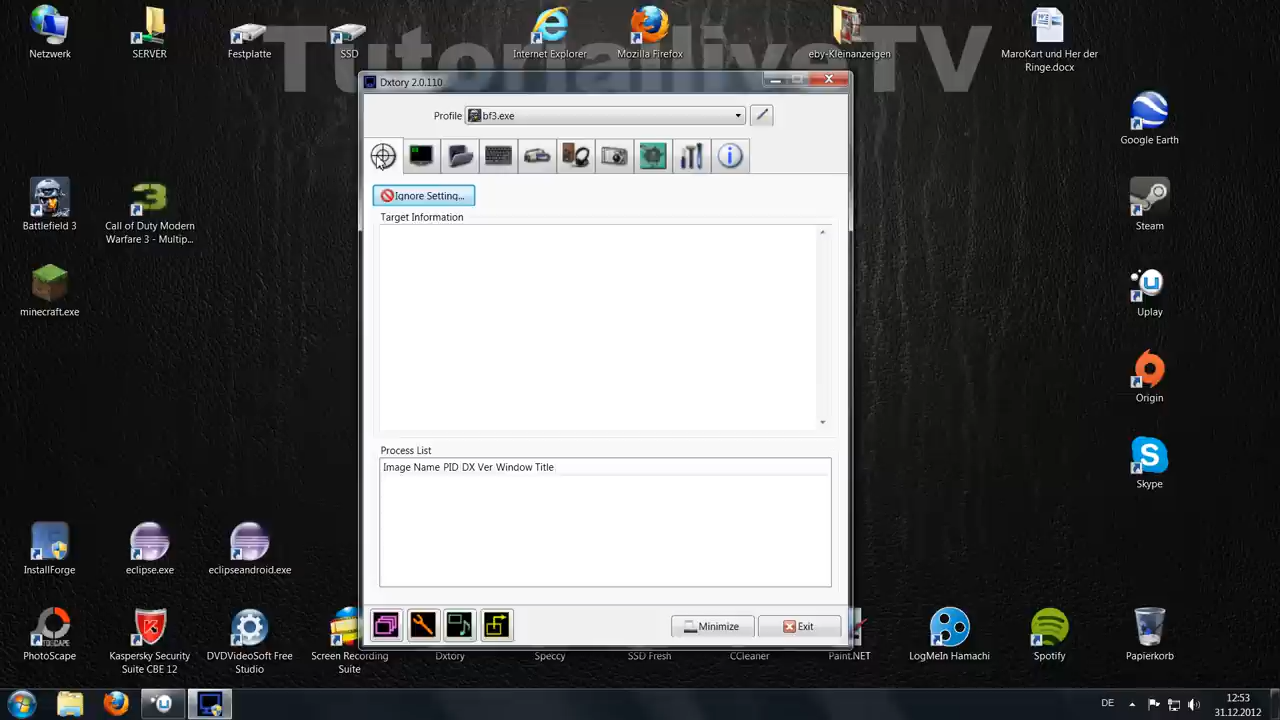 TutorialliveTV
Netzwerk
SERVER
Festplatte
SSD
Internet Explorer
Mozilla Firefox
eby-Kleinanzeigen
MaroKart und Her der
Ringe.docx
Dxtory 2.0.110
Profile
bf3.exe
Ignore Setting...
Target Information
Process List
Image Name PID DX Ver Window Title
Minimize
Exit
Battlefield 3
Call of Duty Modern
Warfare 3 - Multip...
minecraft.exe
Google Earth
Steam
Uplay
Origin
Skype
InstallForge
eclipse.exe
eclipseandroid.exe
PhotoScape
Kaspersky Security
Suite CBE 12
DVDVideoSoft Free
Studio
Screen Recording
Suite
Dxtory
Speccy
SSD Fresh
CCleaner
Paint.NET
LogMeIn Hamachi
Spotify
Papierkorb
DE
12:53
31.12.2012